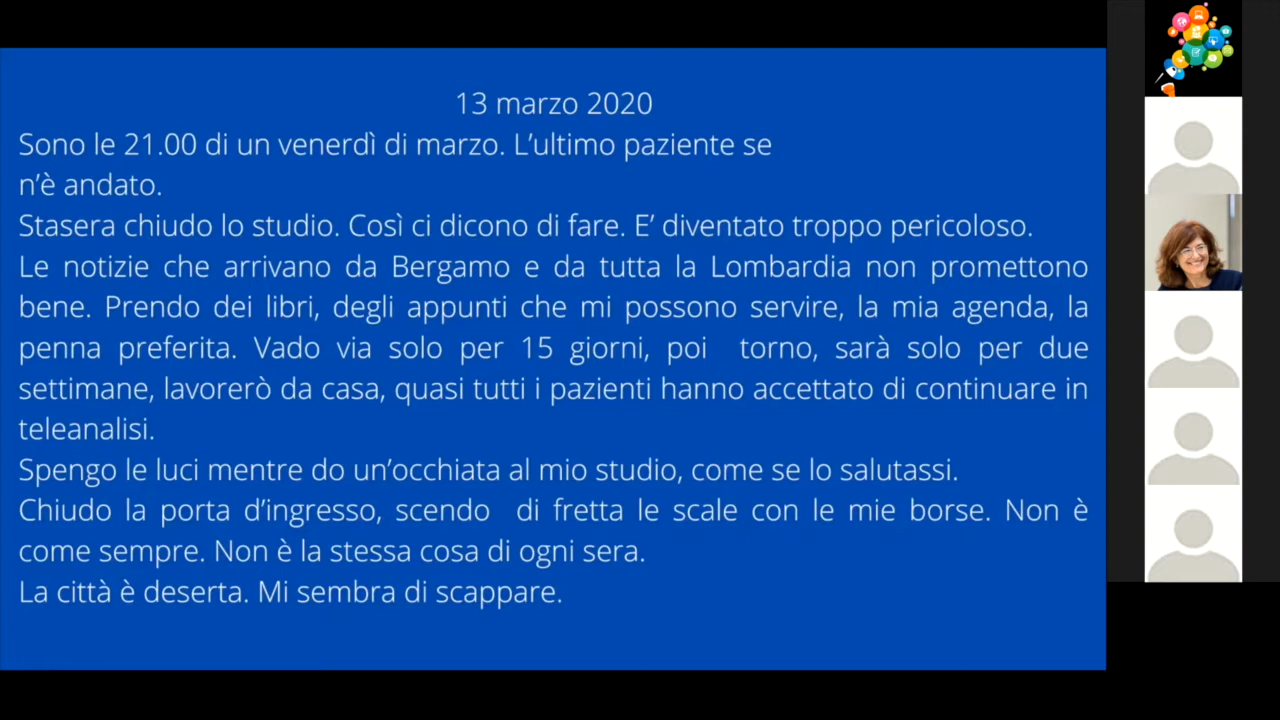 13 marzo 2020
Sono le 21.00 di un venerdì di marzo. L’ultimo paziente se
n’è andato.
Stasera chiudo lo studio. Così ci dicono di fare. E’ diventato troppo pericoloso.
Le notizie che arrivano da Bergamo e da tutta la Lombardia non promettono
bene. Prendo dei libri, degli appunti che mi possono servire, la mia agenda, la
penna preferita. Vado via solo per 15 giorni, poi torno, sarà solo per due
settimane, lavorerò da casa, quasi tutti i pazienti hanno accettato di continuare in
teleanalisi.
Spengo le luci mentre do un’occhiata al mio studio, come se lo salutassi.
Chiudo la porta d’ingresso, scendo di fretta le scale con le mie borse. Non è
come sempre. Non è la stessa cosa di ogni sera.
La città è deserta. Mi sembra di scappare.